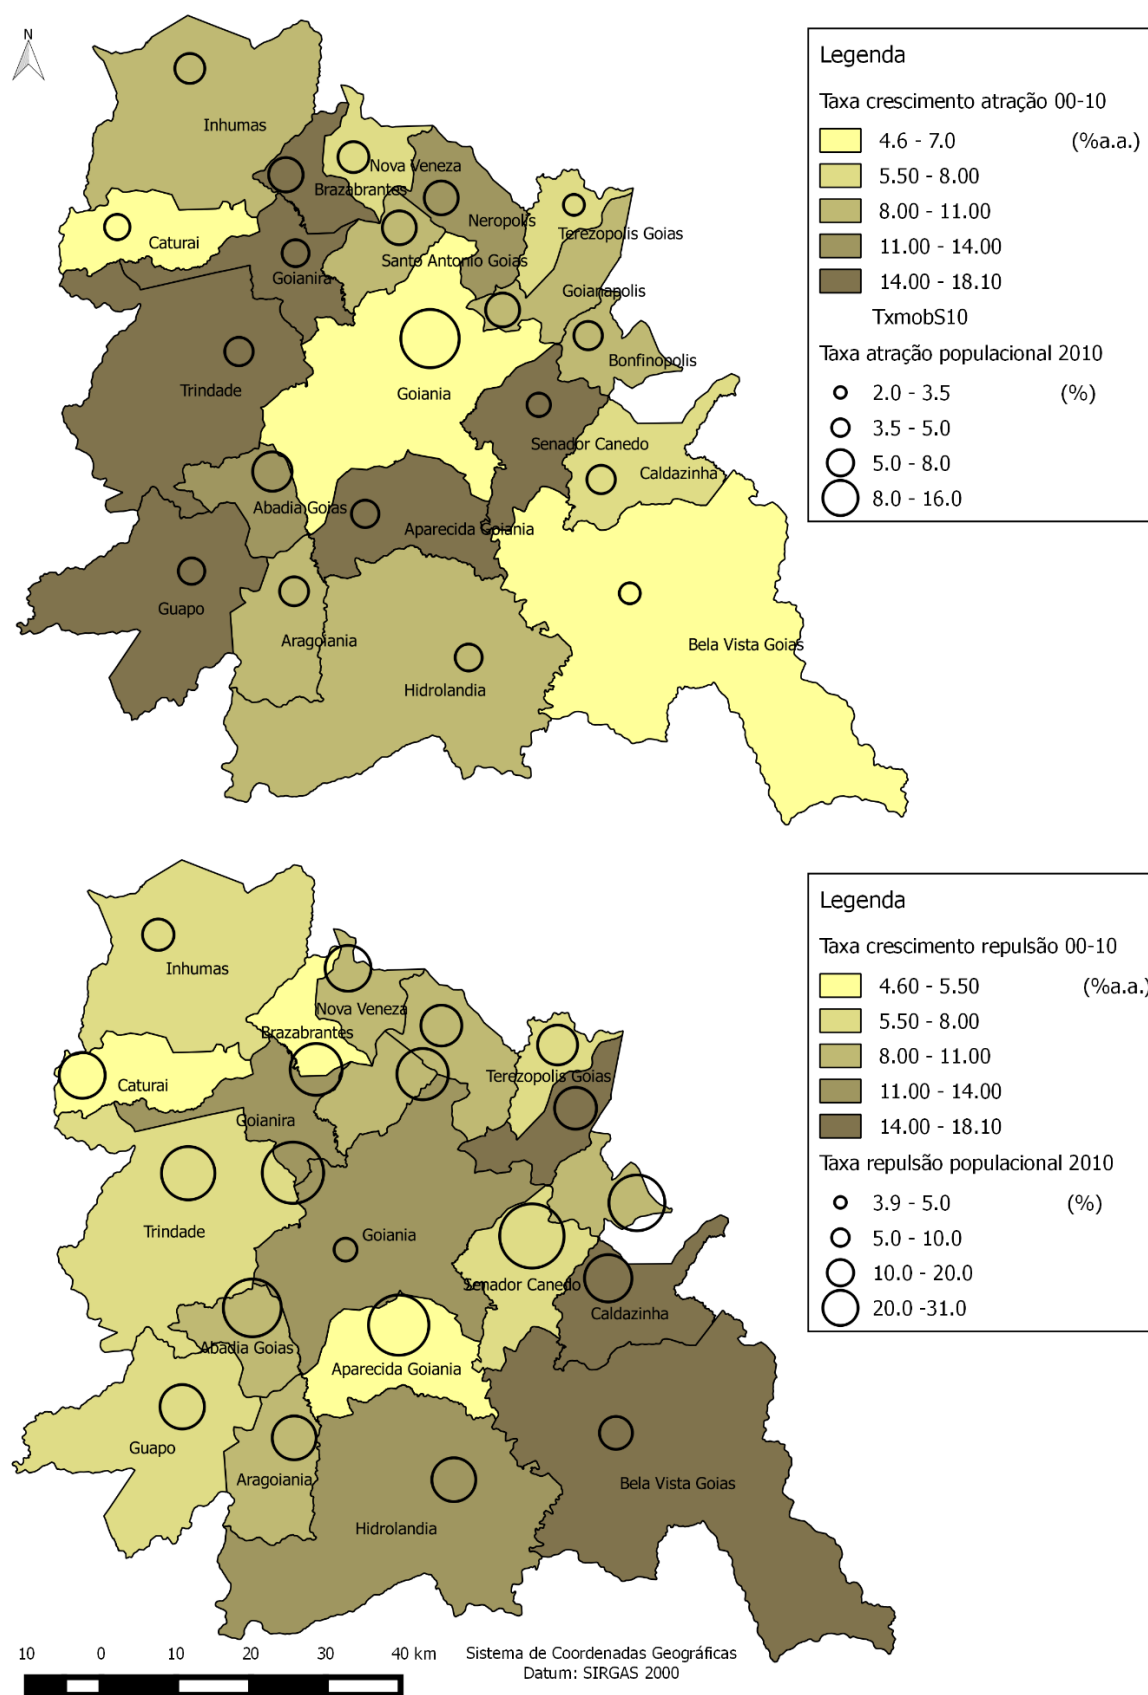 N
Inhumas
Nova Veneza
Brazabrantes
Neropolis
Terezopolis Goias
Caturai
Goianira
Santo Antonio Goias
Goianapolis
Bonfinopolis
Trindade
Goiania
Senador Canedo
Caldazinha
Abadia Goias
Aparecida Goiania
Guapo
Aragoiania
Bela Vista Goias
Hidrolandia
Legenda
Taxa crescimento atração 00-10
4.6 - 7.0 (%a.a.)
5.50 - 8.00
8.00 - 11.00
11.00 - 14.00
14.00 - 18.10
TxmobS10
Taxa atração populacional 2010
2.0 - 3.5 (%)
3.5 - 5.0
5.0 - 8.0
8.0 - 16.0
Inhumas
Nova Veneza
Brazabrantes
Terezopolis Goias
Caturai
Goianira
Trindade
Goiania
Senador Canedo
Caldazinha
Abadia Goias
Aparecida Goiania
Guapo
Aragoiania
Bela Vista Goias
Hidrolandia
Legenda
Taxa crescimento repulsão 00-10
4.60 - 5.50 (%a.a)
5.50 - 8.00
8.00 - 11.00
11.00 - 14.00
14.00 - 18.10
Taxa repulsão populacional 2010
3.9 - 5.0 (%)
5.0 - 10.0
10.0 - 20.0
20.0 -31.0
10 0 10 20 30 40 km
Sistema de Coordenadas Geográficas
Datum: SIRGAS 2000